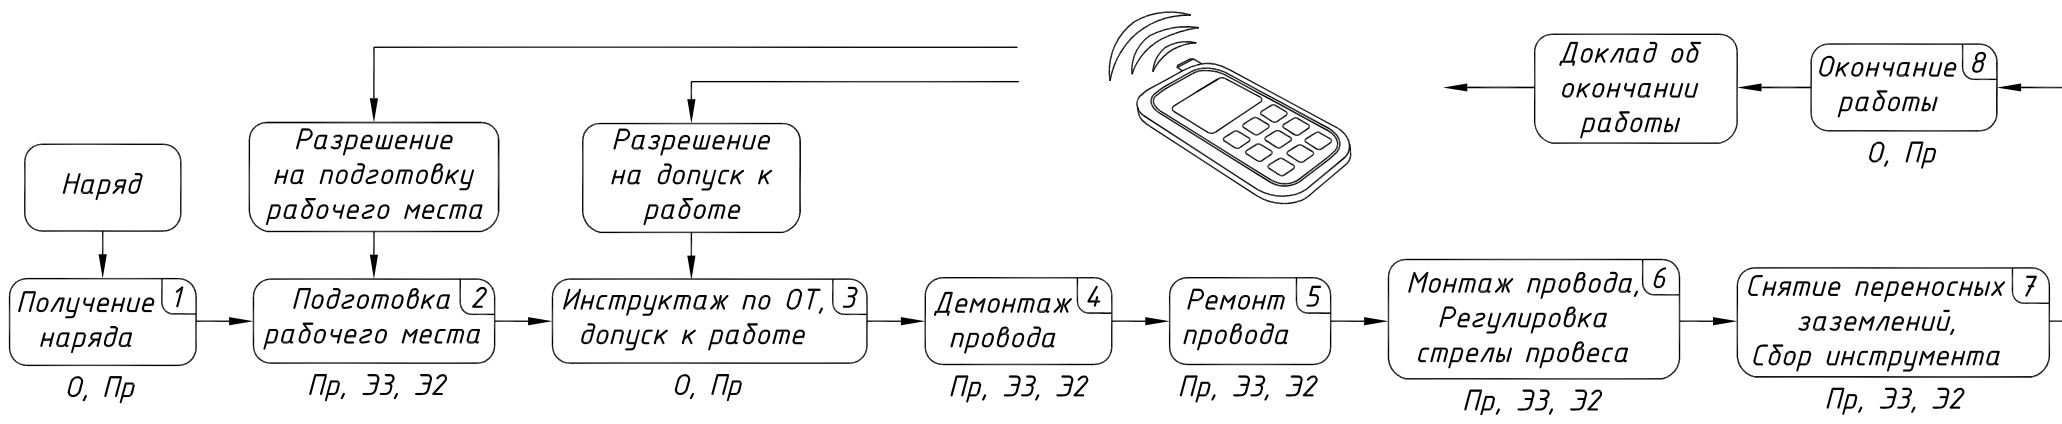 Наряд
Разрешение
на подготовку
рабочего места
Разрешение
на допуск к
работе
Доклад об
окончании
работы
Окончание 8
работы
О, Пр
Получение 1
наряда
О, Пр
Подготовка 2
рабочего места
Пр, Э3, Э2
Инструктаж по ОТ, 3
допуск к работе
О, Пр
Демонтаж 4
провода
Пр, Э3, Э2
Ремонт 5
провода
Пр, Э3, Э2
Монтаж провода, 6
Регулировка
стрелы провеса
Пр, Э3, Э2
Снятие переносных 7
заземлений,
Сбор инструмента
Пр, Э3, Э2